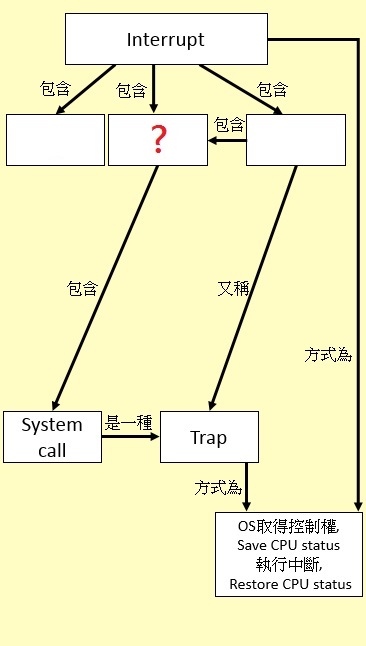 Interrupt
包含
包含
包含
?
包含
包含
又稱
方式為
System
call
是一種
Trap
方式為
OS取得控制權,
Save CPU status
執行中斷,
Restore CPU status